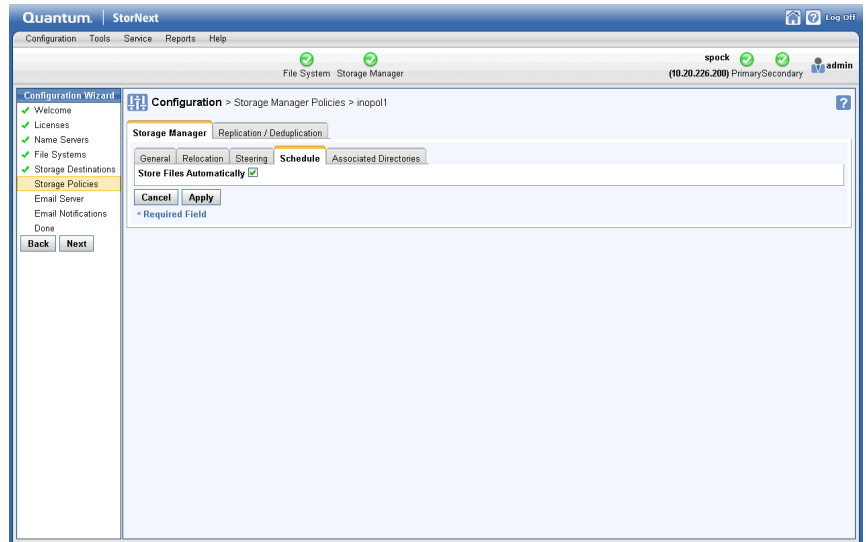 Quantum. StorNext
Log Off
Configuration Tools Service Reports Help
File System Storage Manager
spock
(10.20.226.200) Primary Secondary
admin
Configuration Wizard
Welcome
Licenses
Name Servers
File Systems
Storage Destinations
Storage Policies
Email Server
Email Notifications
Done
Back Next
Configuration > Storage Manager Policies > inopol1
Storage Manager Replication / Deduplication
General Relocation Steering Schedule Associated Directories
Store Files Automatically
Cancel Apply
* Required Field